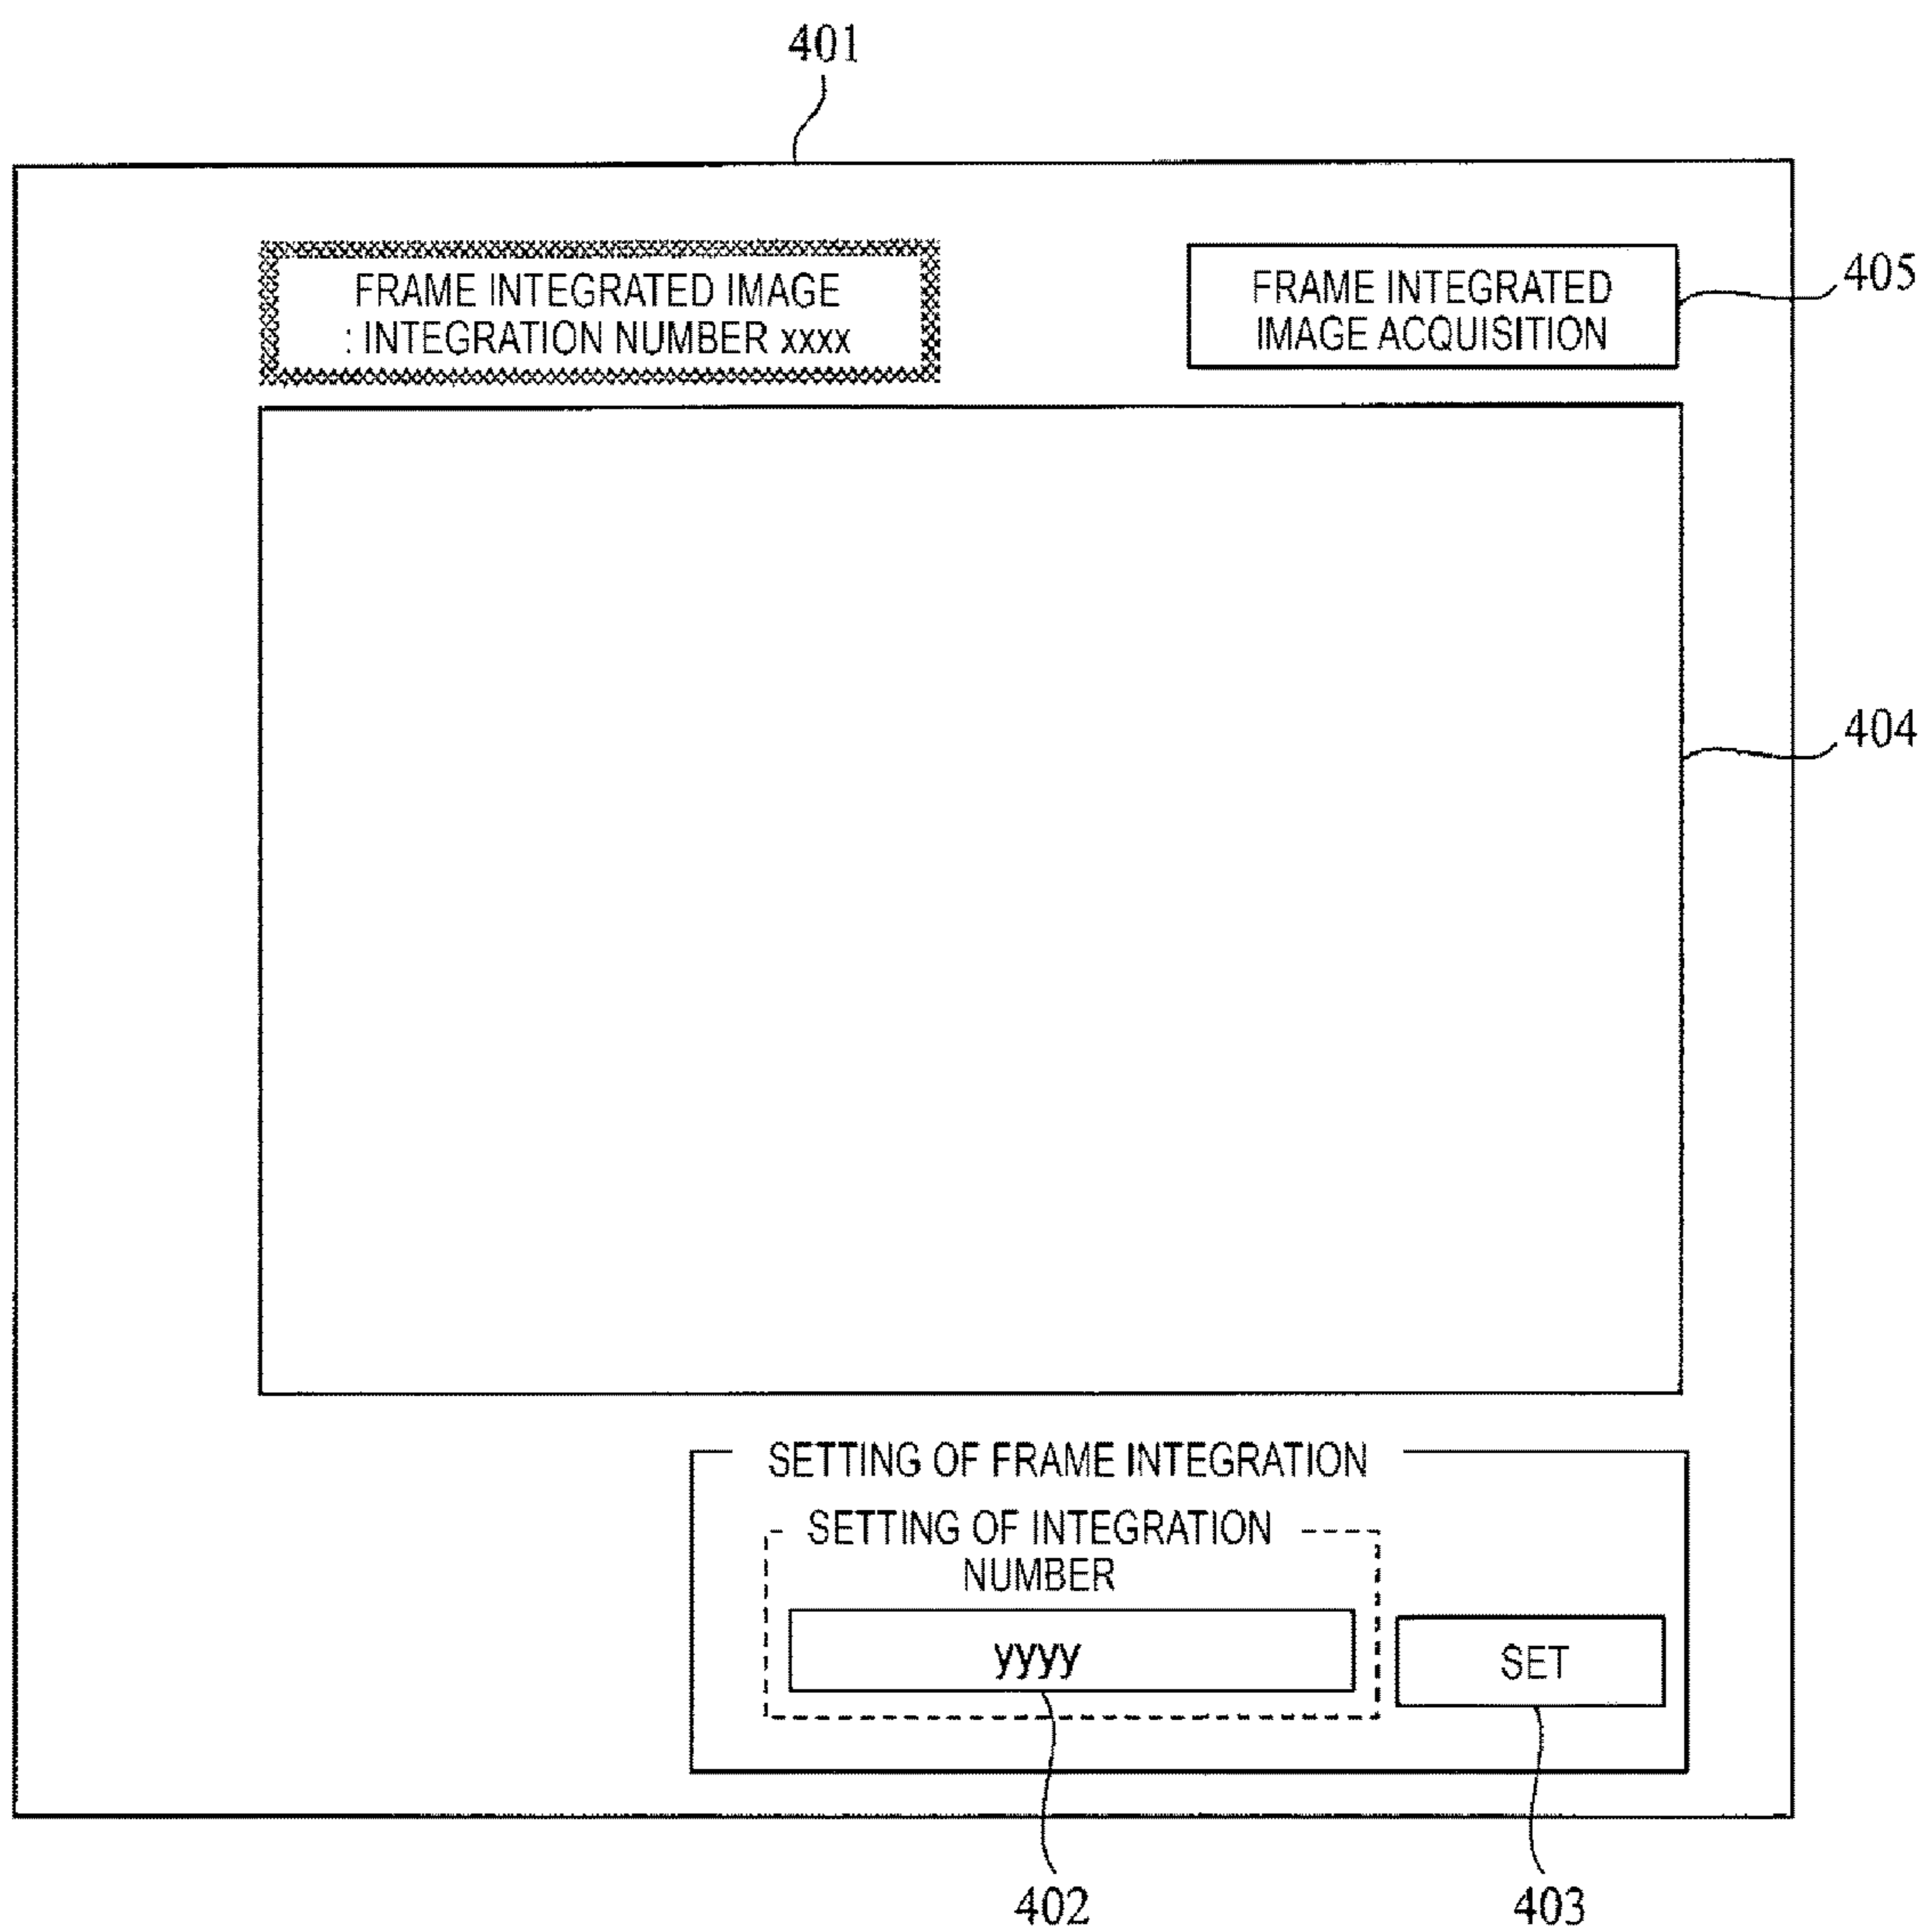 401
FRAME INTEGRATED IMAGE
: INTEGRATION NUMBER xxxx
FRAME INTEGRATED
IMAGE ACQUISITION
405
404
SETTING OF FRAME INTEGRATION
SETTING OF INTEGRATION
NUMBER
yyyy
SET
402
403